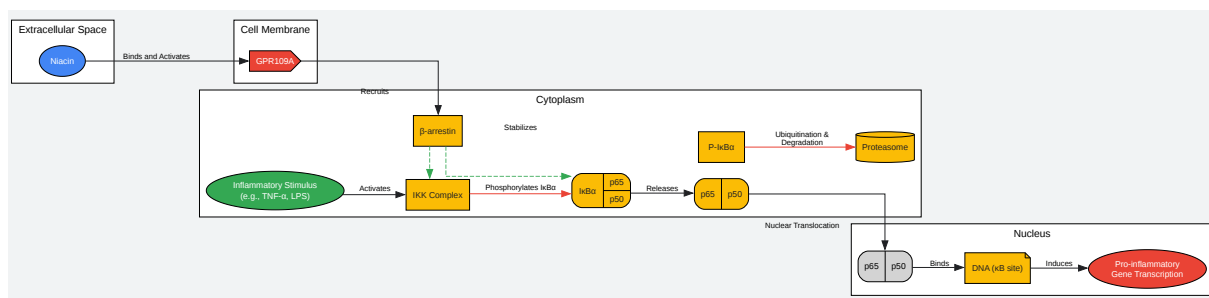 Extracellular Space
Cell Membrane
Niacin
Binds and Activates
GPR109A
Recruits
Cytoplasm
β-arrestin
Stabilizes
P-IκBα
Ubiquitination &
Degradation
Proteasome
Inflammatory Stimulus
(e.g., TNF-α, LPS)
Activates
IKK Complex
Phosphorylates IκBα
IκBα
p65
p50
Releases
p65
p50
Nuclear Translocation
Nucleus
p65
p50
Binds
DNA (κB site)
Induces
Pro-inflammatory
Gene Transcription